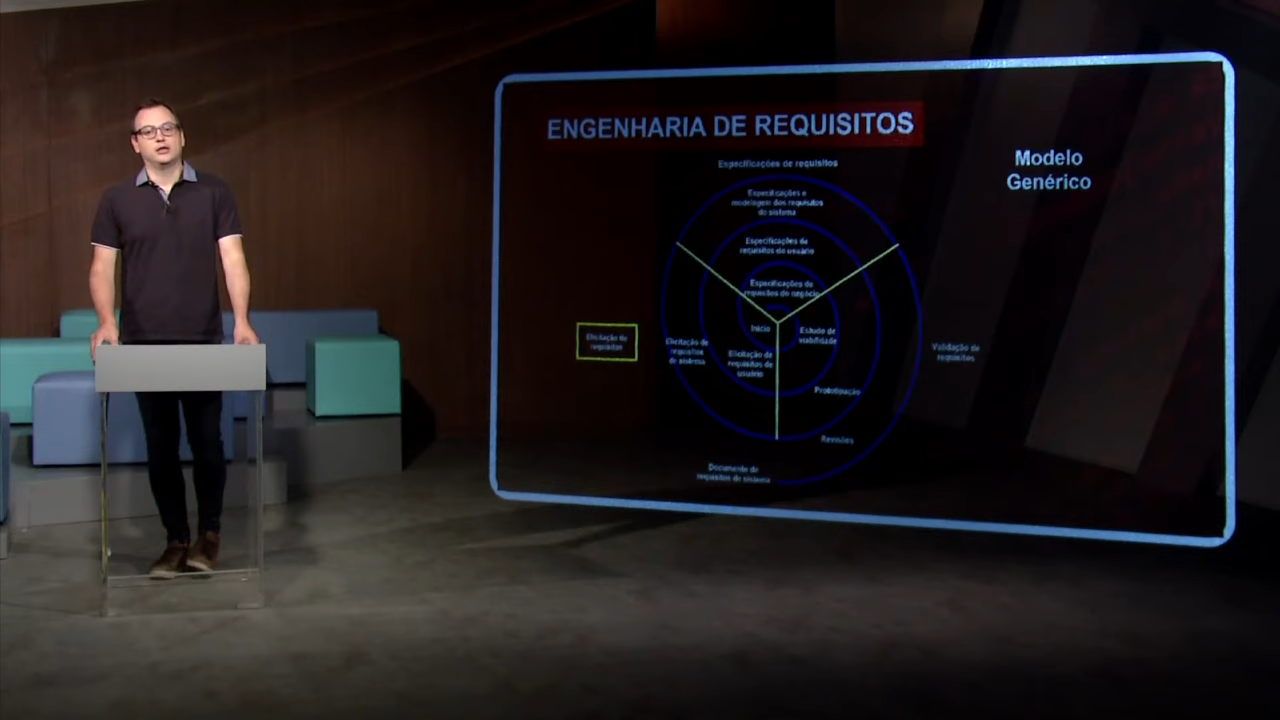 ENGENHARIA DE REQUISITOS
Modelo
Genérico
Especificações de requisitos
Especificações e
modelagem dos requisitos
do sistema
Especificações de
requisitos do usuário
Especificações de
requisitos do negócio
Início
Estudo de
viabilidade
Elicitação de
requisitos
Elicitação de
requisitos
de sistema
Elicitação de
requisitos de
usuário
Validação de
requisitos
Prototipação
Revisões
Documento de
requisitos de sistema